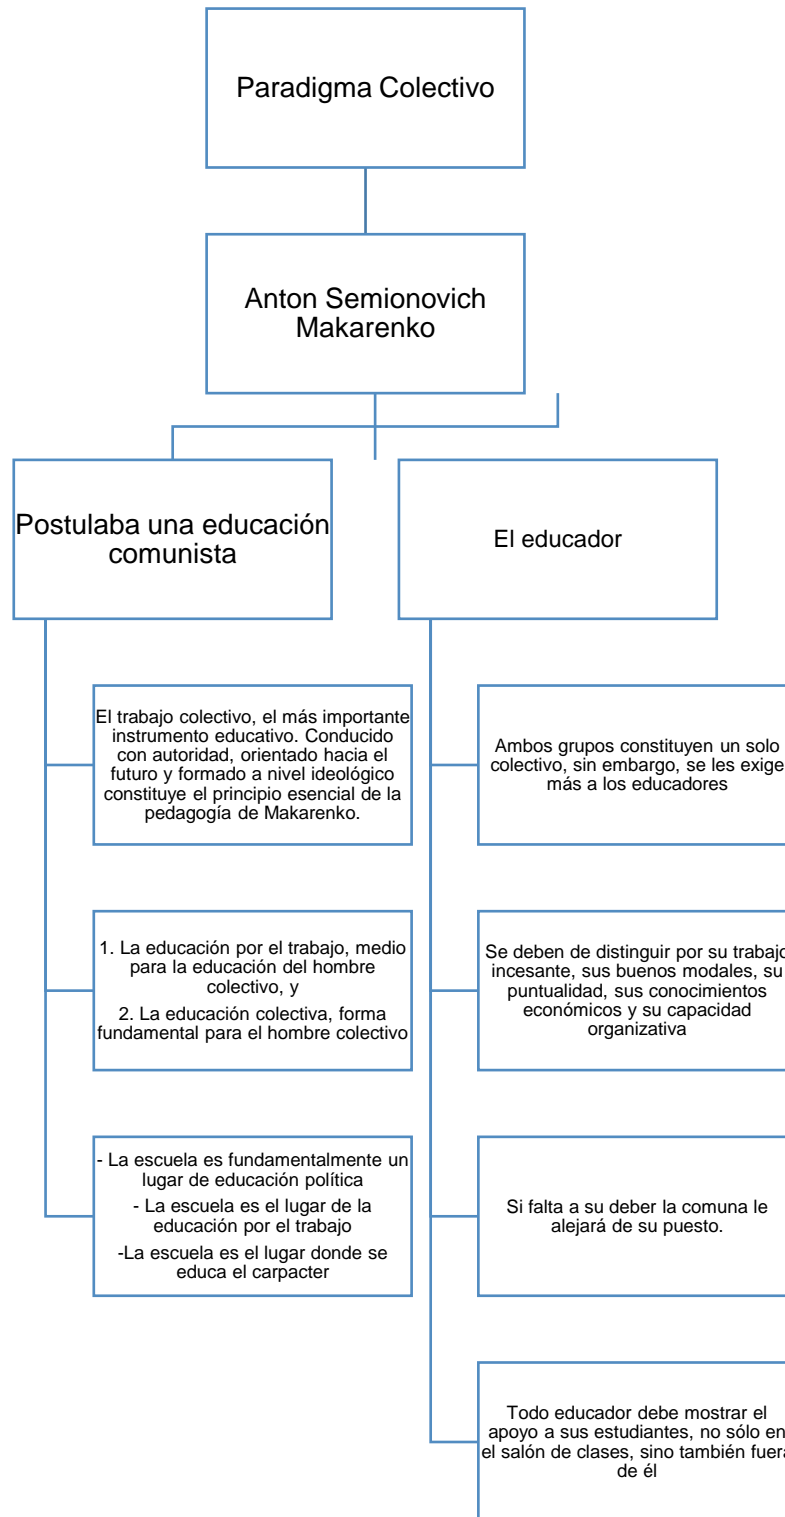 Paradigma Colectivo
Anton Semionovich
Makarenko
Postulaba una educación
comunista
El trabajo colectivo, el más importante
instrumento educativo. Conducido
con autoridad, orientado hacia el
futuro y formado a nivel ideológico
constituye el principio esencial de la
pedagogía de Makarenko.
1. La educación por el trabajo, medio
para la educación del hombre
colectivo, y
2. La educación colectiva, forma
fundamental para el hombre colectivo
- La escuela es fundamentalmente un
lugar de educación política
- La escuela es el lugar de la
educación por el trabajo
-La escuela es el lugar donde se
educa el carpacter
El educador
Ambos grupos constituyen un solo
colectivo, sin embargo, se les exige
más a los educadores
Se deben de distinguir por su trabajo
incesante, sus buenos modales, su
puntualidad, sus conocimientos
económicos y su capacidad
organizativa
Si falta a su deber la comuna le
alejará de su puesto.
Todo educador debe mostrar el
apoyo a sus estudiantes, no sólo en
el salón de clases, sino también fuera
de él